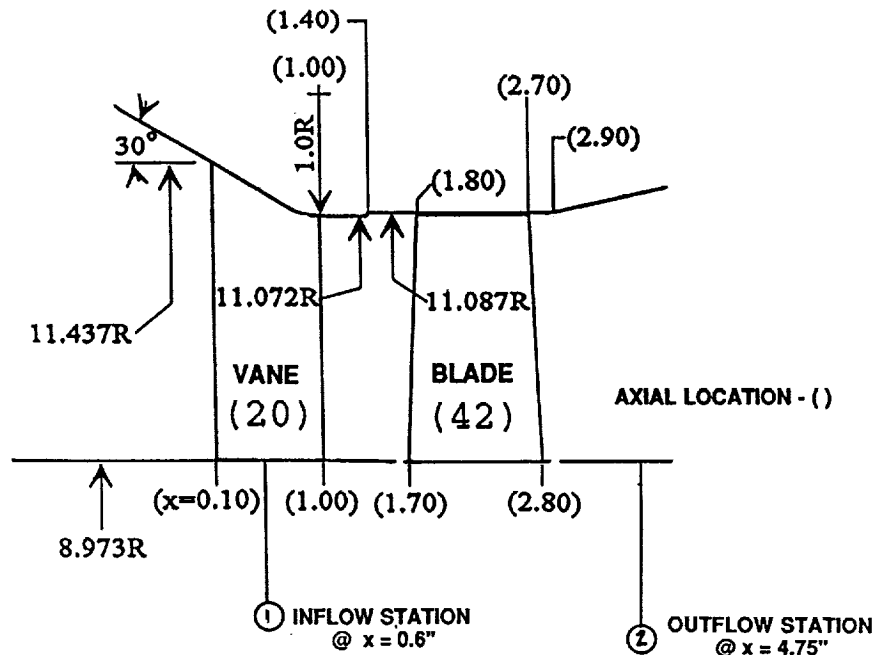 (1.40)
(1.00)
(2.70)
30°
1.0R
(2.90)
(1.80)
11.072R
11.087R
11.437R
VANE
(20)
BLADE
(42)
AXIAL LOCATION - ( )
(x=0.10)
(1.00)
(1.70)
(2.80)
8.973R
1 INFLOW STATION
@ x = 0.6"
2 OUTFLOW STATION
@ x = 4.75"